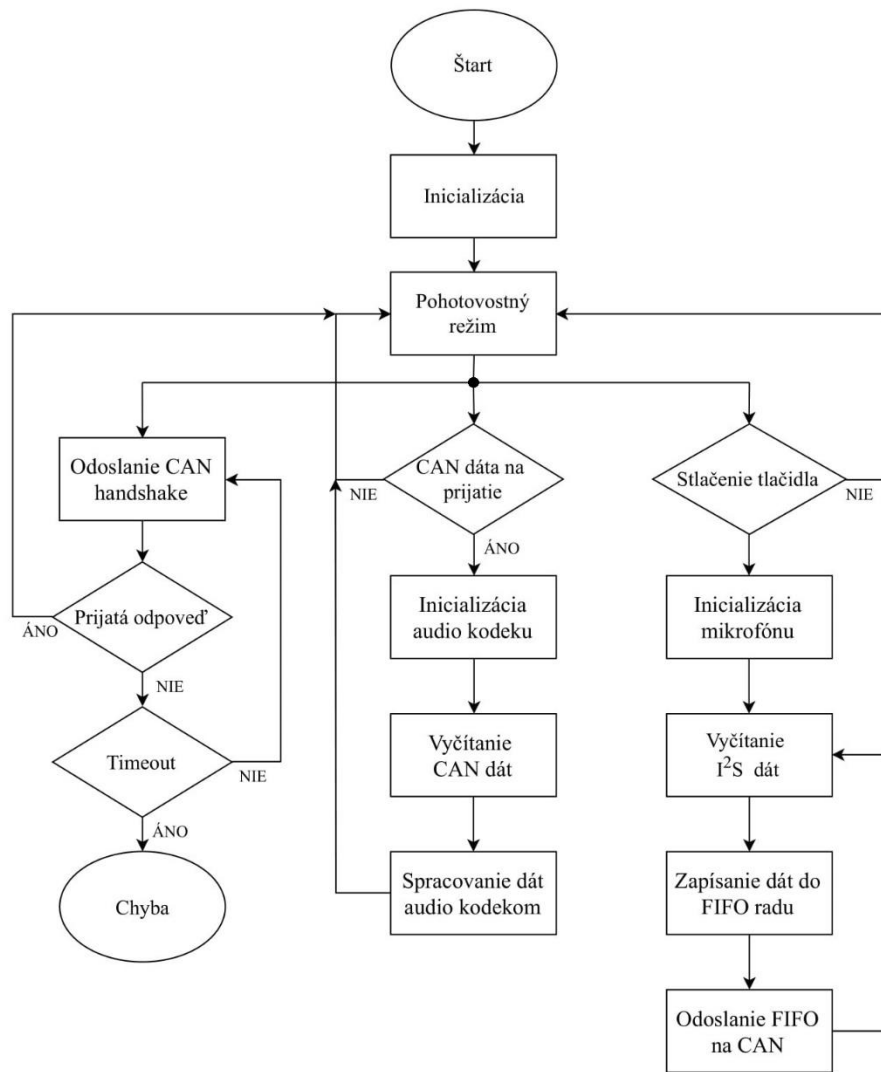 Štart
Inicializácia
Pohotovostný
režim
Odoslanie CAN
handshake
Prijatá odpoveď
ÁNO
NIE
Timeout
NIE
ÁNO
Chyba
CAN dáta na
prijatie
NIE
ÁNO
Inicializácia
audio kodeku
Vyčítanie
CAN dát
Spracovanie dát
audio kodekom
Stlačenie tlačidla
NIE
Inicializácia
mikrofónu
Vyčítanie
I²S dát
Zapísanie dát do
FIFO radu
Odoslanie FIFO
na CAN